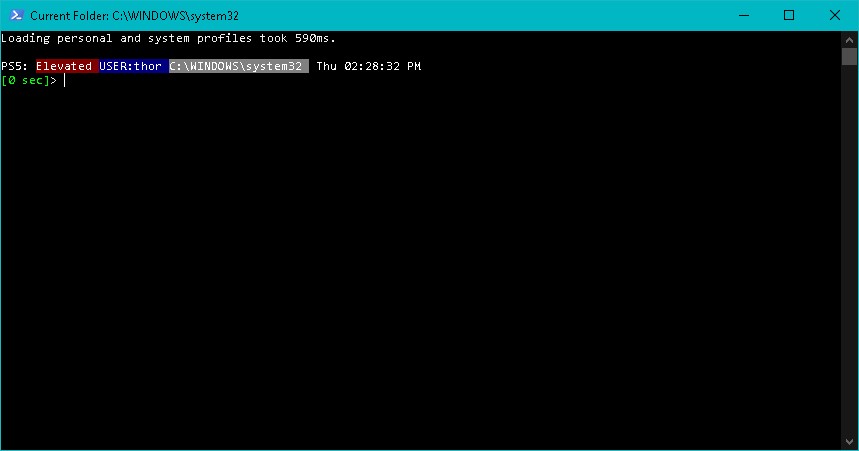 Current Folder: C:\WINDOWS\system32
Loading personal and system profiles took 590ms.
PS5: Elevated USER:thor C:\WINDOWS\system32 Thu 02:28:32 PM
[0 sec]>